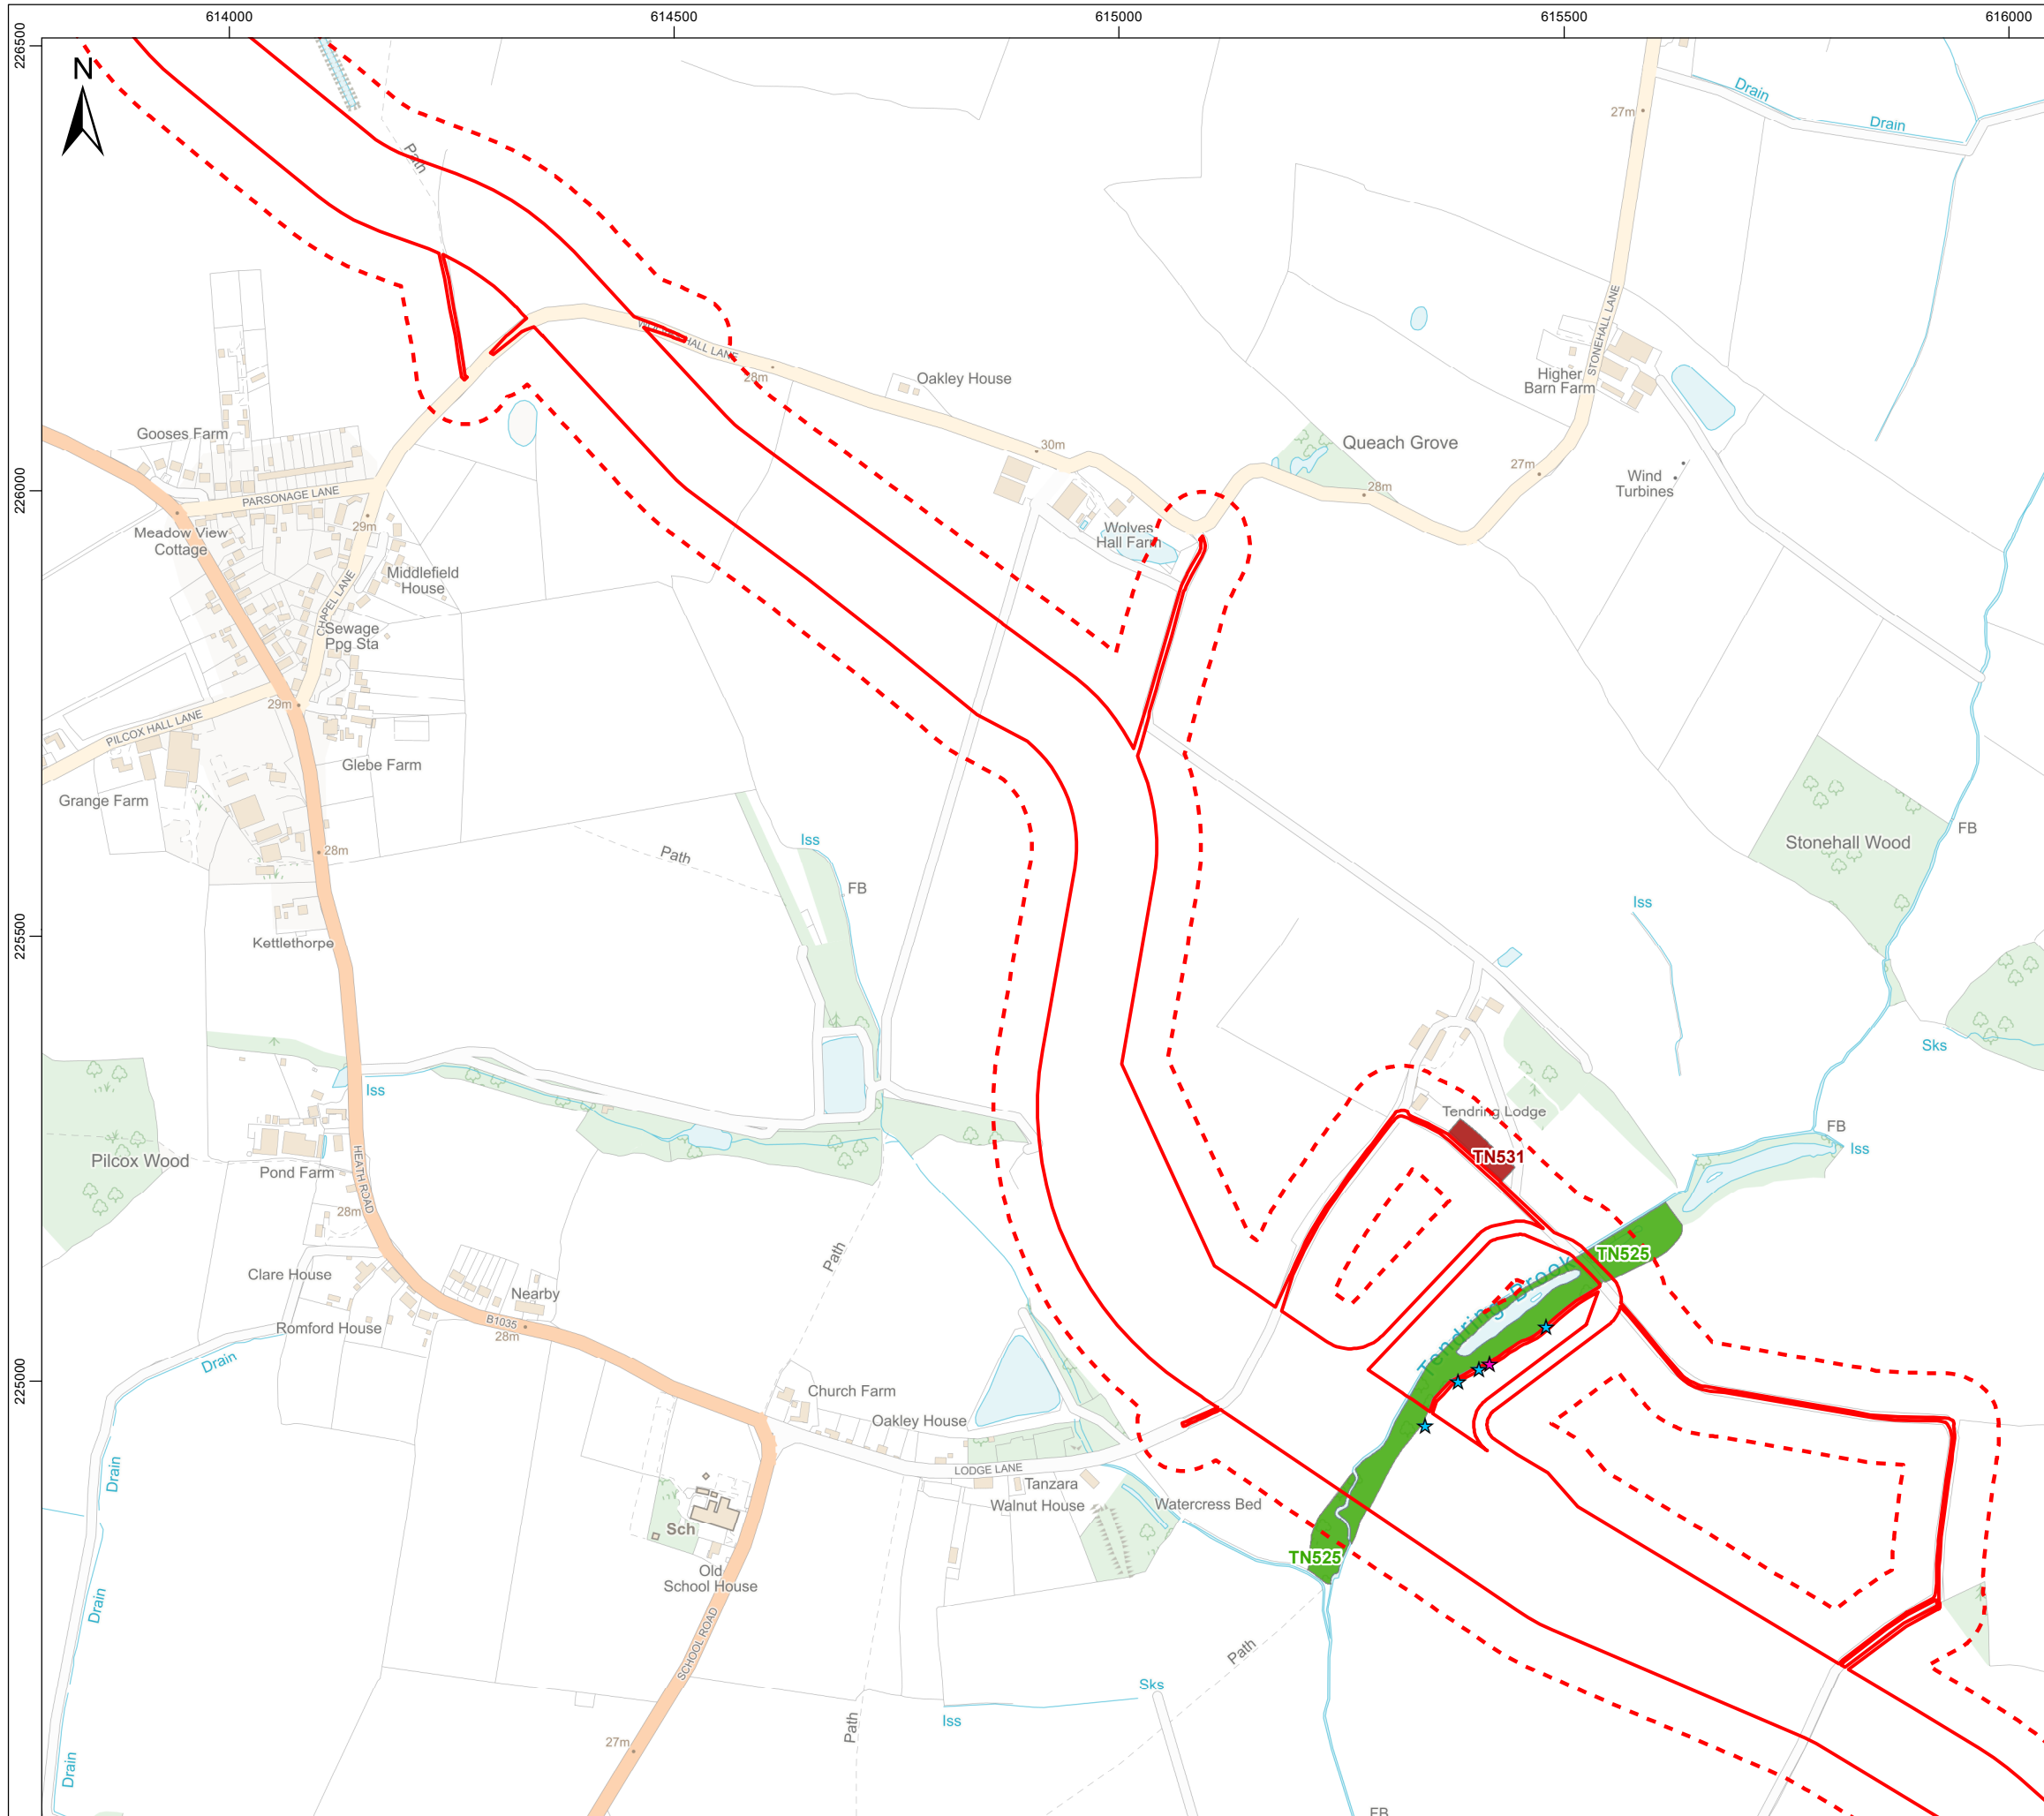 614000
614500
615000
615500
616000
226500
N
Path
Drain
Drain
27m
STONEHALL LANE
HALL LANE
28m
Oakley House
Higher
Barn Farm
Gooses Farm
30m
Queach Grove
27m
28m
Wind
Turbines
226000
PARSONAGE LANE
29m
Meadow View
Cottage
Wolves
Hall Farm
Middlefield
House
CHAPEL LANE
Sewage
Ppg Sta
29m
PILCOX HALL LANE
Glebe Farm
Grange Farm
28m
Path
Iss
FB
FB
Stonehall Wood
Iss
225500
Kettlethorpe
Sks
Iss
Tendring Lodge
FB
Iss
Pilcox Wood
Pond Farm
HEATH ROAD
TN531
28m
Path
TN525
Clare House
Nearby
Romford House
B1035
28m
Drain
Tendring Brook
225000
Church Farm
Oakley House
LODGE LANE
Tanzara
Walnut House
Watercress Bed
Drain
Sch
TN525
Old
School House
Drain
SCHOOL ROAD
Path
Sks
Iss
Path
27m
Drain
FB